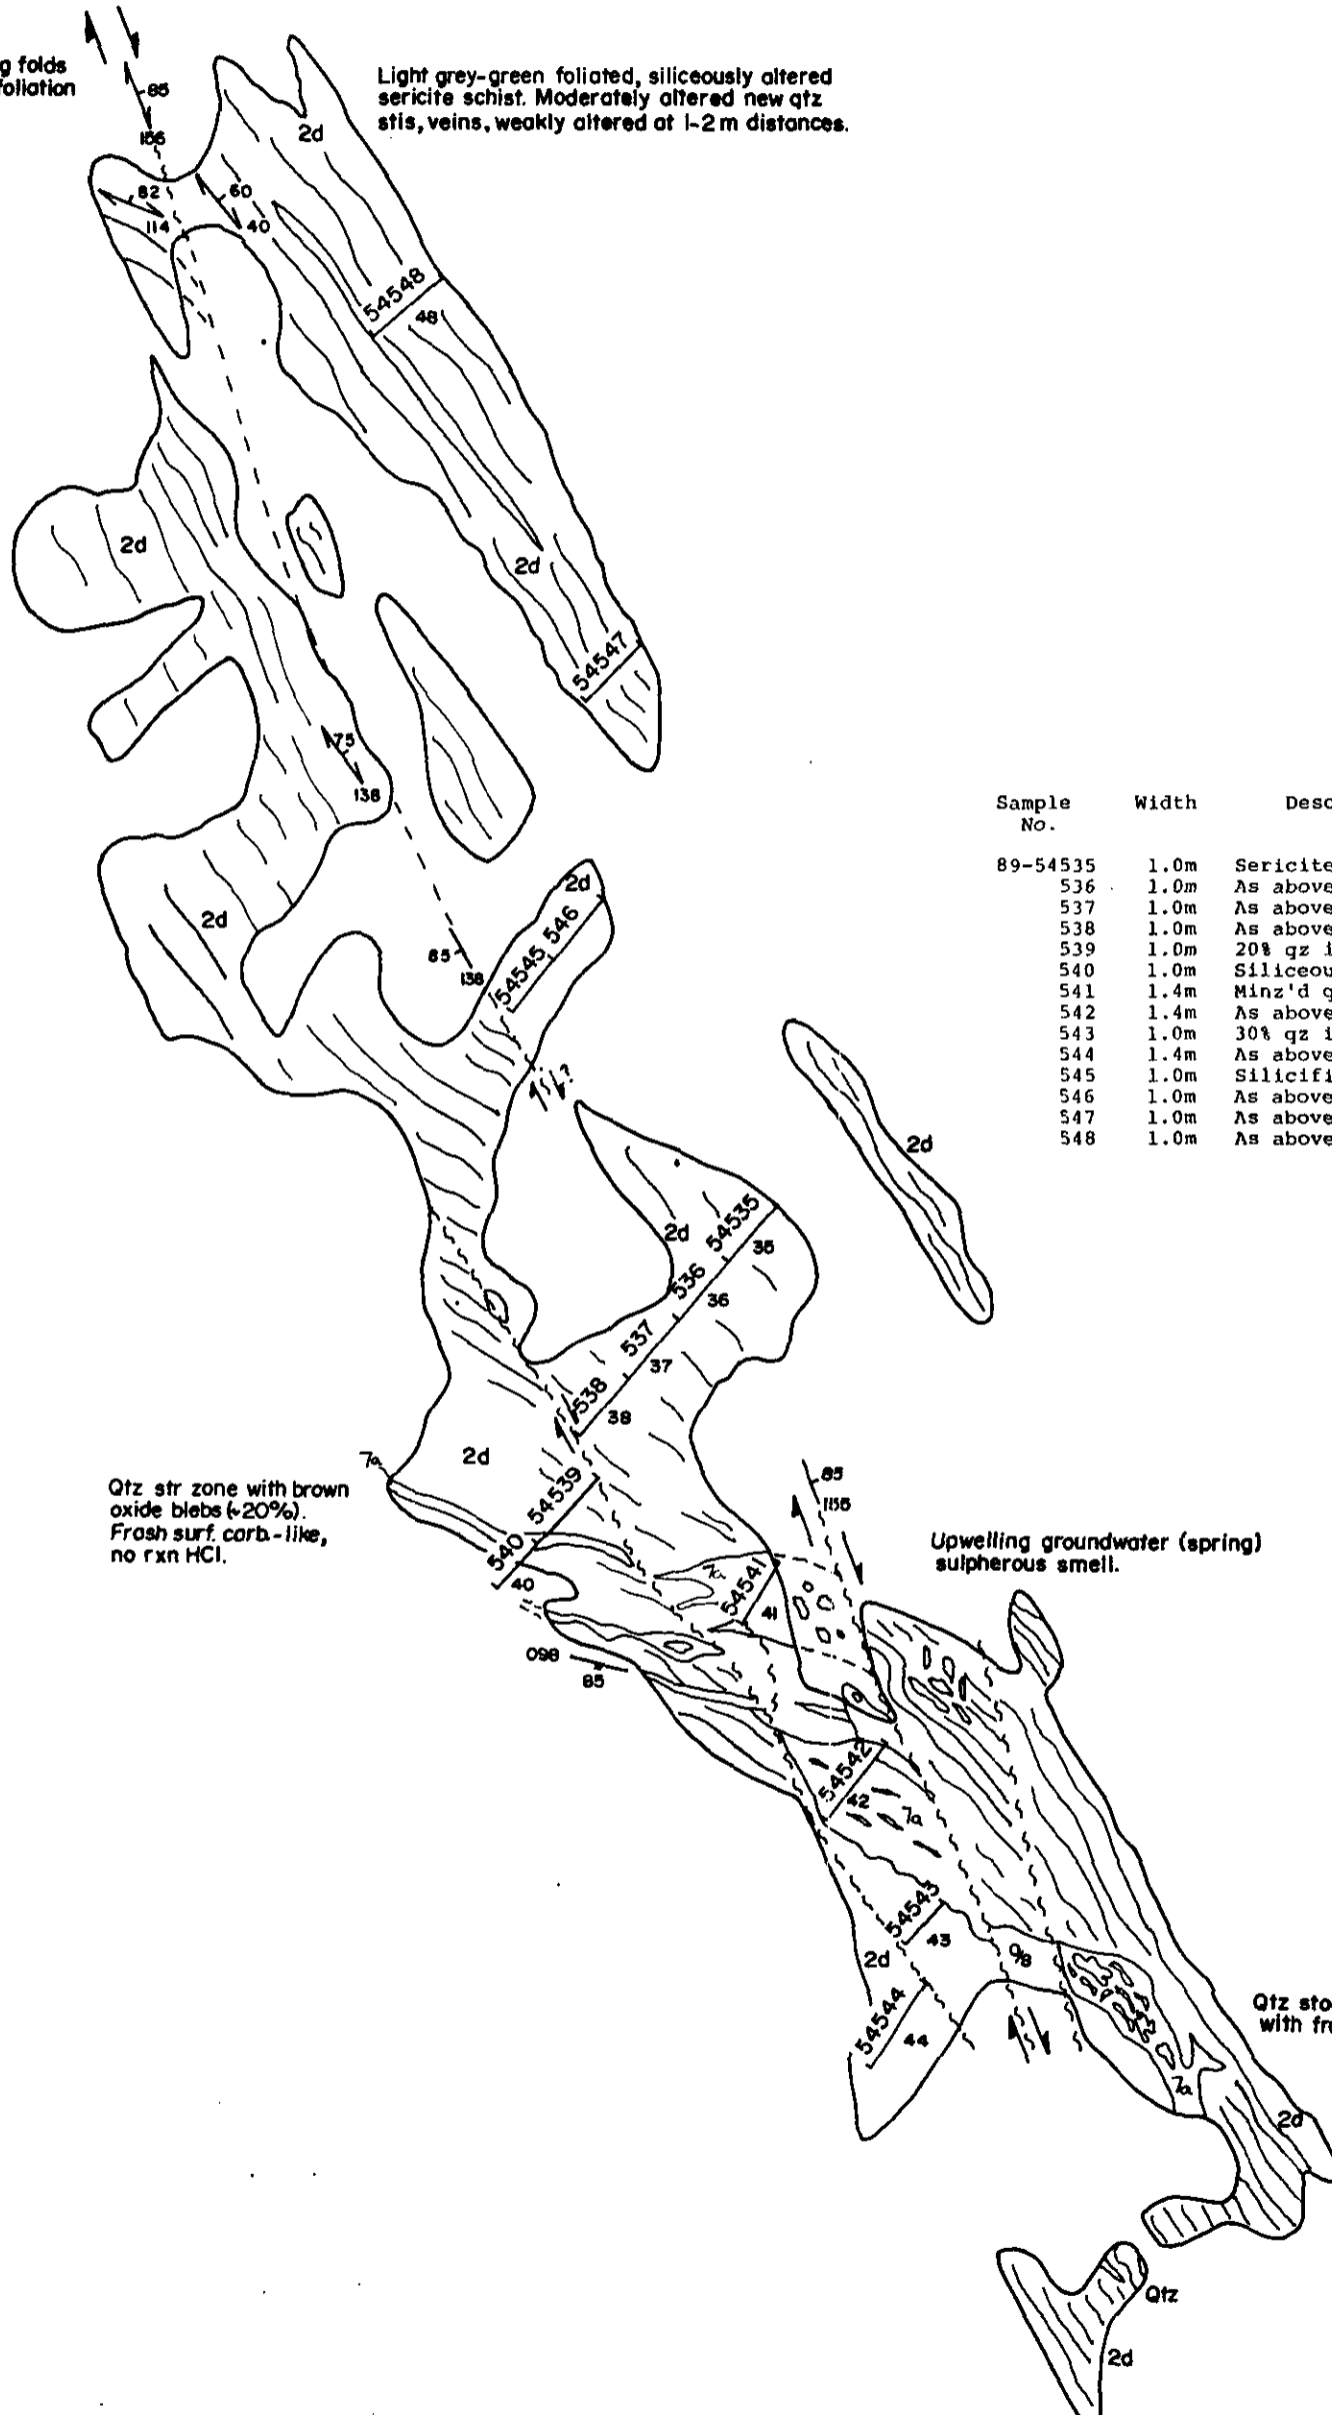 g folds
foliation
85
156
82
114
60
40
2d
Light grey-green foliated, siliceously altered
sericite schist. Moderately altered new qtz
stis, veins, weakly altered at 1-2m distances.
54548
48
2d
2d
54547
75
138
2d
85
138
2d
54545 546
?
2d
2d
54535
35
536
36
537
37
538
38
Sample Width Desc
No.
89-54535 1.0m Sericite
536 1.0m As above
537 1.0m As above
538 1.0m As above
539 1.0m 20% qz i
540 1.0m Siliceou
541 1.4m Minz'd q
542 1.4m As above
543 1.0m 30% qz i
544 1.4m As above
545 1.0m Silicifi
546 1.0m As above
547 1.0m As above
548 1.0m As above
7a
2d
Qtz str zone with brown
oxide blebs (~20%).
Frash surf. carb.-like,
no rxn HCl.
54539
540
40
85
1155
Upwelling groundwater (spring)
sulpherous smell.
7a
54541
41
098
85
54542
42
7a
54543
43
2d
54544
44
Qtz sto
with fr
7a
2d
Qtz
2d